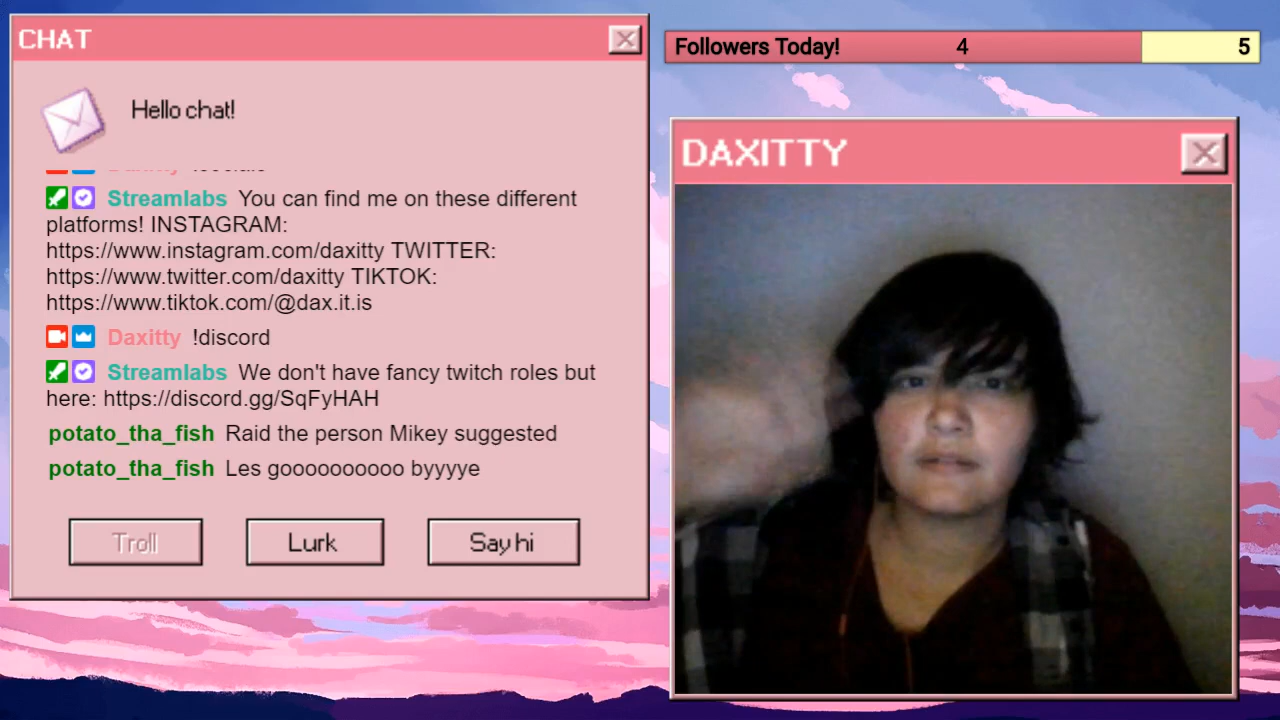 CHAT
Followers Today! 4 5
Hello chat!
DAXITTY
Streamlabs You can find me on these different
platforms! INSTAGRAM:
https://www.instagram.com/daxitty TWITTER:
https://www.twitter.com/daxitty TIKTOK:
https://www.tiktok.com/@dax.it.is
Daxitty !discord
Streamlabs We don't have fancy twitch roles but
here: https://discord.gg/SqFyHAH
potato_tha_fish Raid the person Mikey suggested
potato_tha_fish Les goooooooooo byyyye
Troll Lurk Say hi